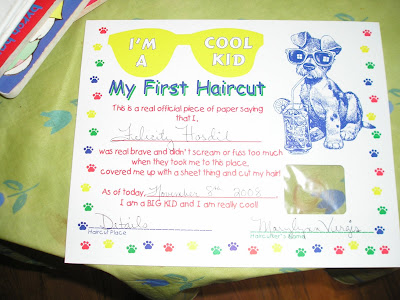 I'M COOL
A KID
My First Haircut
This is a real official piece of paper saying
that I,
Felicity
was real brave and didn't scream or fuss too much
when they took me to this place,
covered me up with a sheet thing and cut my hair!
As of today, November 8th 2008
I am a BIG KID and I am really cool!
Details
Haircut Place
Haircutter's Name